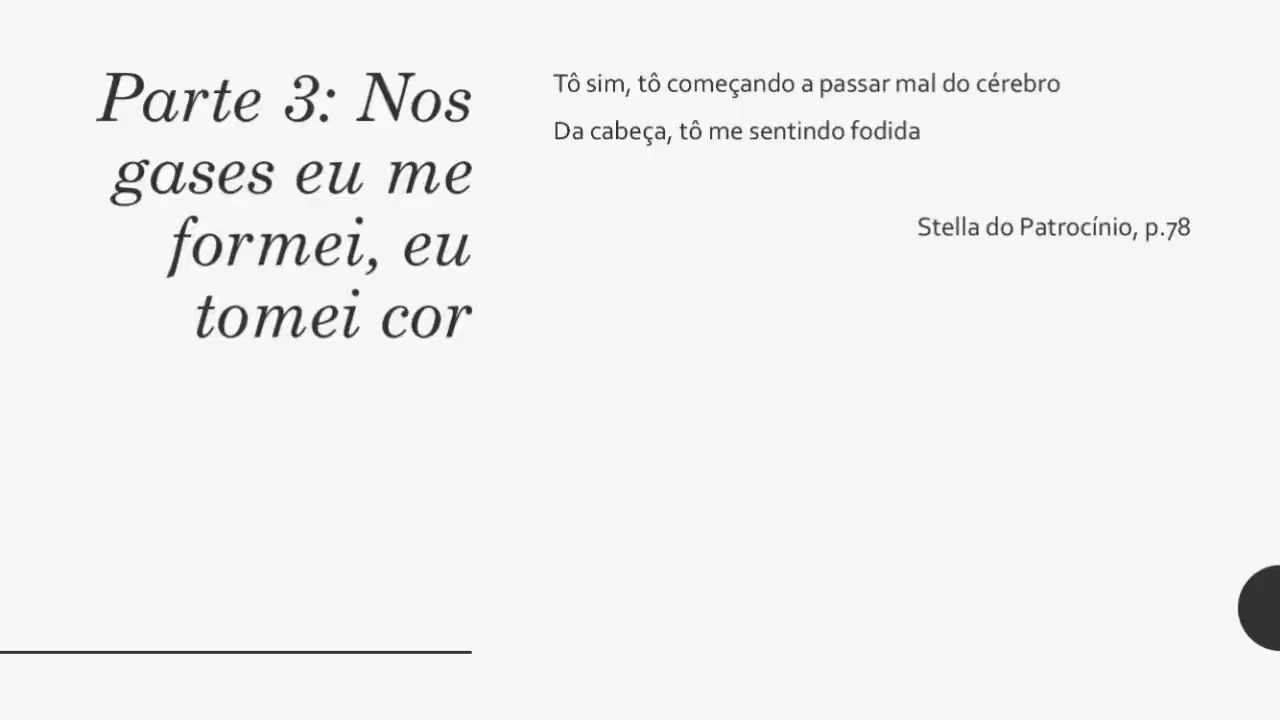 Parte 3: Nos
gases eu me
formei, eu
tomei cor
Tô sim, tô começando a passar mal do cérebro
Da cabeça, tô me sentindo fodida
Stella do Patrocínio, p.78